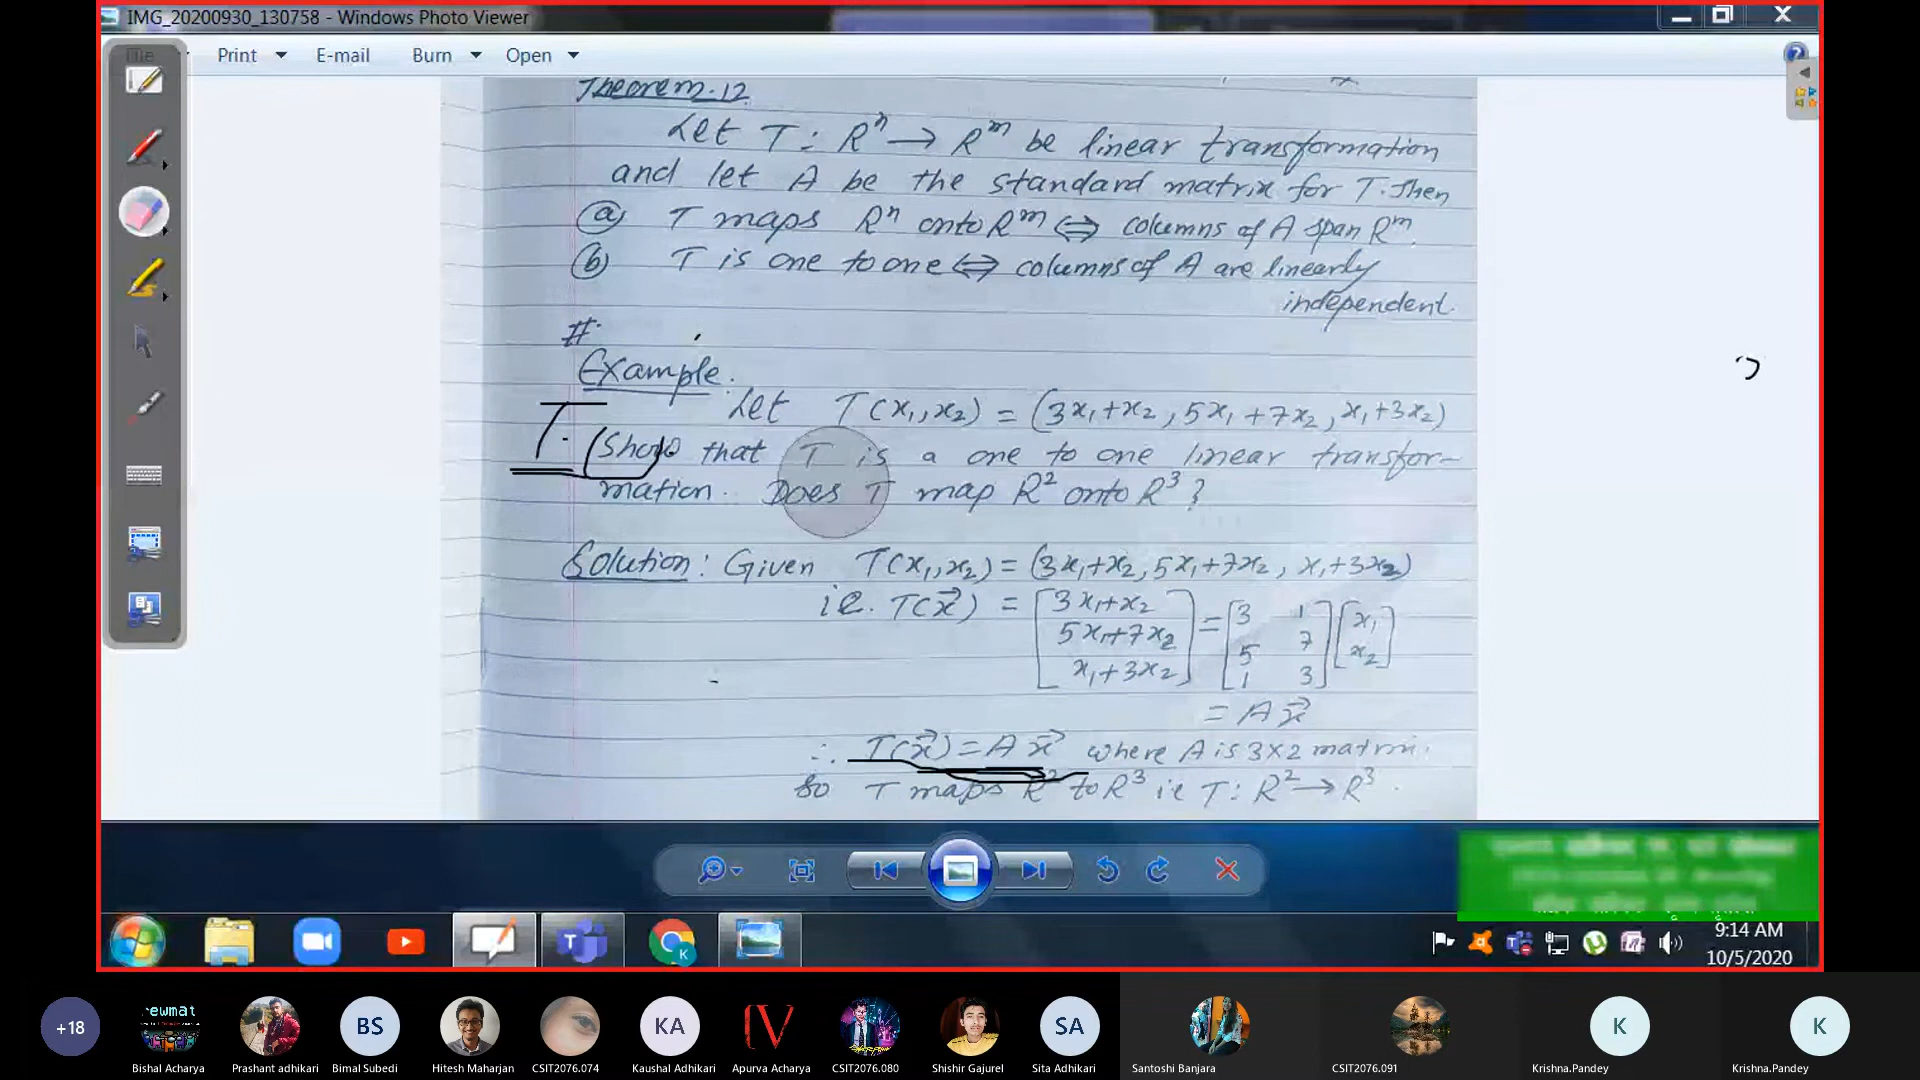 IMG_20200930_130758 - Windows Photo Viewer
File Print E-mail Burn Open
Theorem.12
Let T : Rⁿ → Rᵐ be linear transformation
and let A be the standard matrix for T. Then
(a) T maps Rⁿ onto Rᵐ ⇔ columns of A span Rᵐ.
(b) T is one to one ⇔ columns of A are linearly
independent.
#
Example.
Let T(x₁,x₂) = (3x₁+x₂, 5x₁+7x₂, x₁+3x₂)
T. Show that T is a one to one linear transfor-
mation. Does T map R² onto R³?
Solution: Given T(x₁,x₂) = (3x₁+x₂, 5x₁+7x₂, x₁+3x₂)
i.e. T(x⃗) = [3x₁+x₂ = [3 1 [x₁
5x₁+7x₂ 5 7 x₂]
x₁+3x₂] 1 3]
= A x⃗
∴ T(x⃗) = A x⃗ where A is 3×2 matrix.
So T maps R² to R³ i.e T : R² → R³.
9:14 AM
10/5/2020
+18 BS KA SA K K
Bishal Acharya Prashant adhikari Bimal Subedi Hitesh Maharjan CSIT2076.074 Kaushal Adhikari Apurva Acharya CSIT2076.080 Shishir Gajurel Sita Adhikari Santoshi Banjara CSIT2076.091 Krishna.Pandey Krishna.Pandey